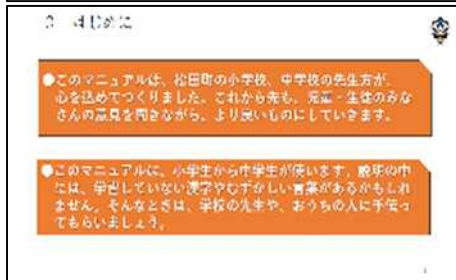 はじめに
●このマニュアルは、松田町の小学校、中学校の先生方が、
心を込めてつくりました。これから先も、児童・生徒のみな
さんの意見を聞きながら、より良いものにしていきます。
●このマニュアルは、小学生から中学生が使います。説明の中
には、学習していない漢字やむずかしい言葉があるかもしれ
ません。そんなときは、学校の先生や、おうちの人に手伝っ
てもらいましょう。